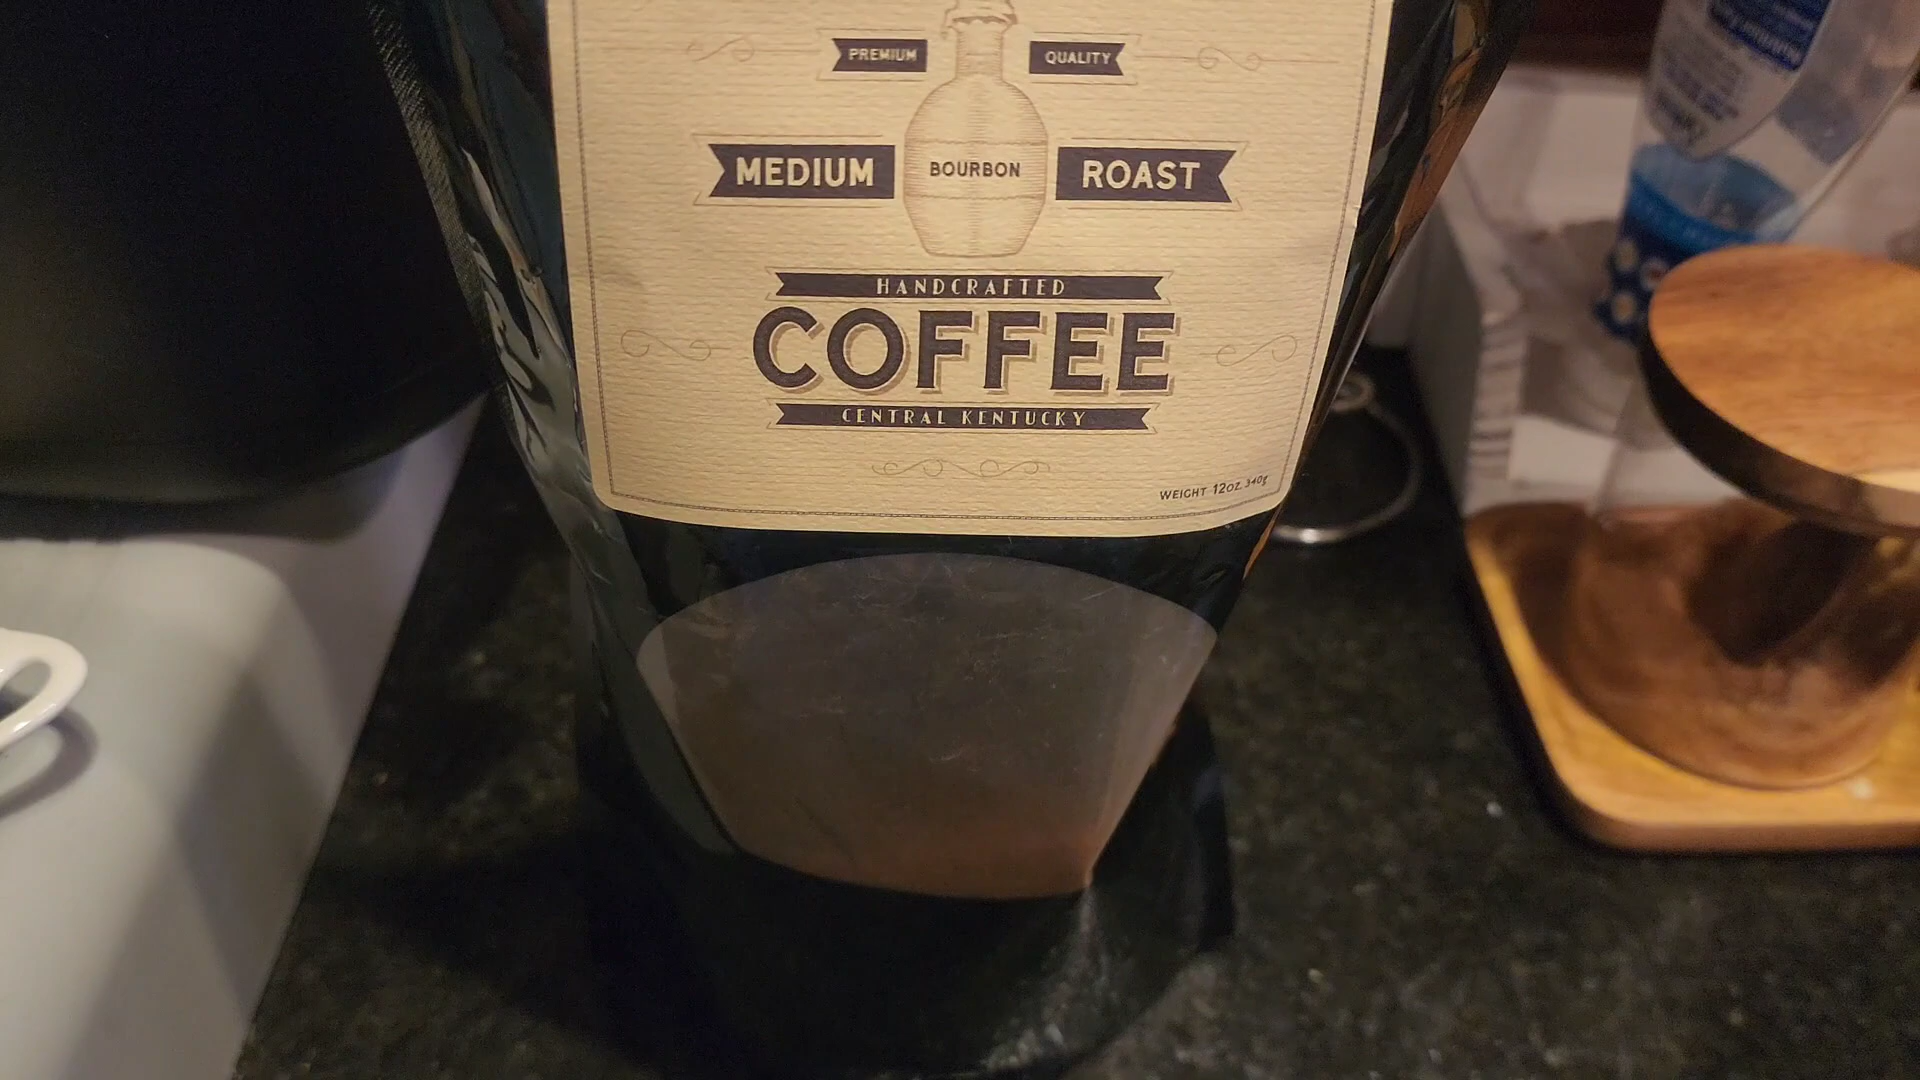 PREMIUM QUALITY
MEDIUM BOURBON ROAST
HANDCRAFTED
COFFEE
CENTRAL KENTUCKY
WEIGHT 12OZ. 340g